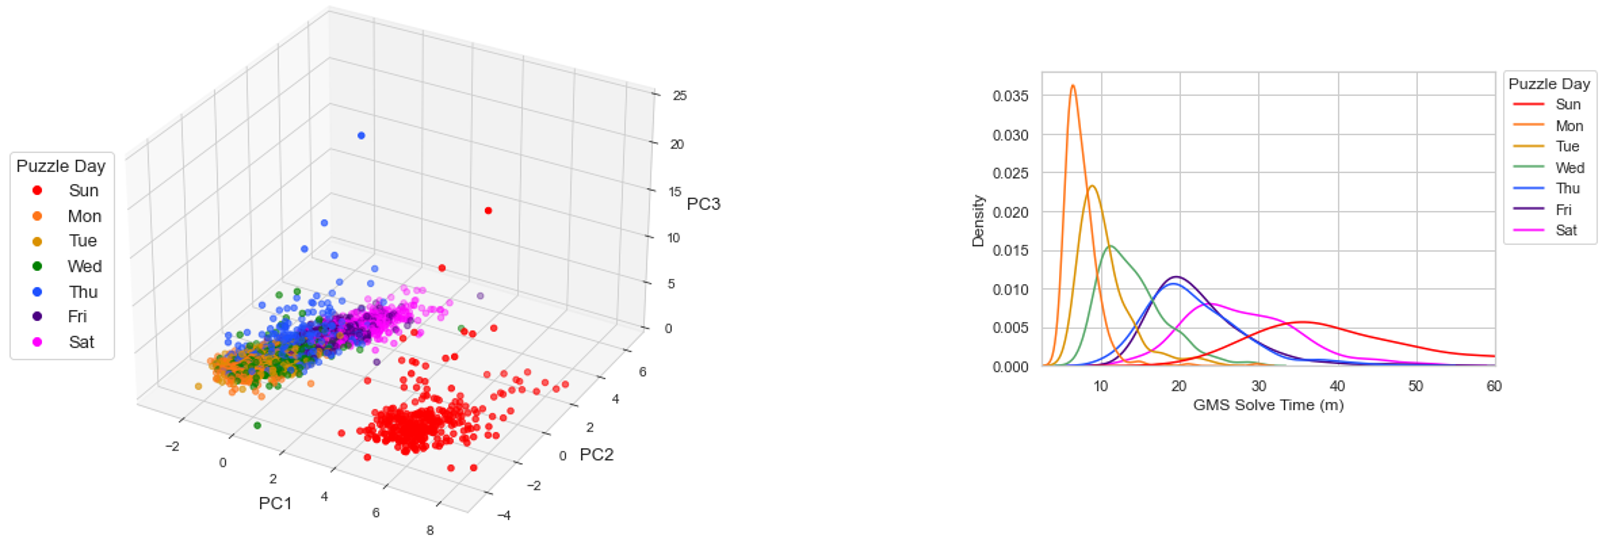 Puzzle Day
Sun
Mon
Tue
Wed
Thu
Fri
Sat
25
20
15
10
5
0
PC3
6
4
2
0
−2
−4
PC2
−2
0
2
4
6
8
PC1
0.035
0.030
0.025
0.020
0.015
0.010
0.005
0.000
Density
10 20 30 40 50 60
GMS Solve Time (m)
Puzzle Day
Sun
Mon
Tue
Wed
Thu
Fri
Sat